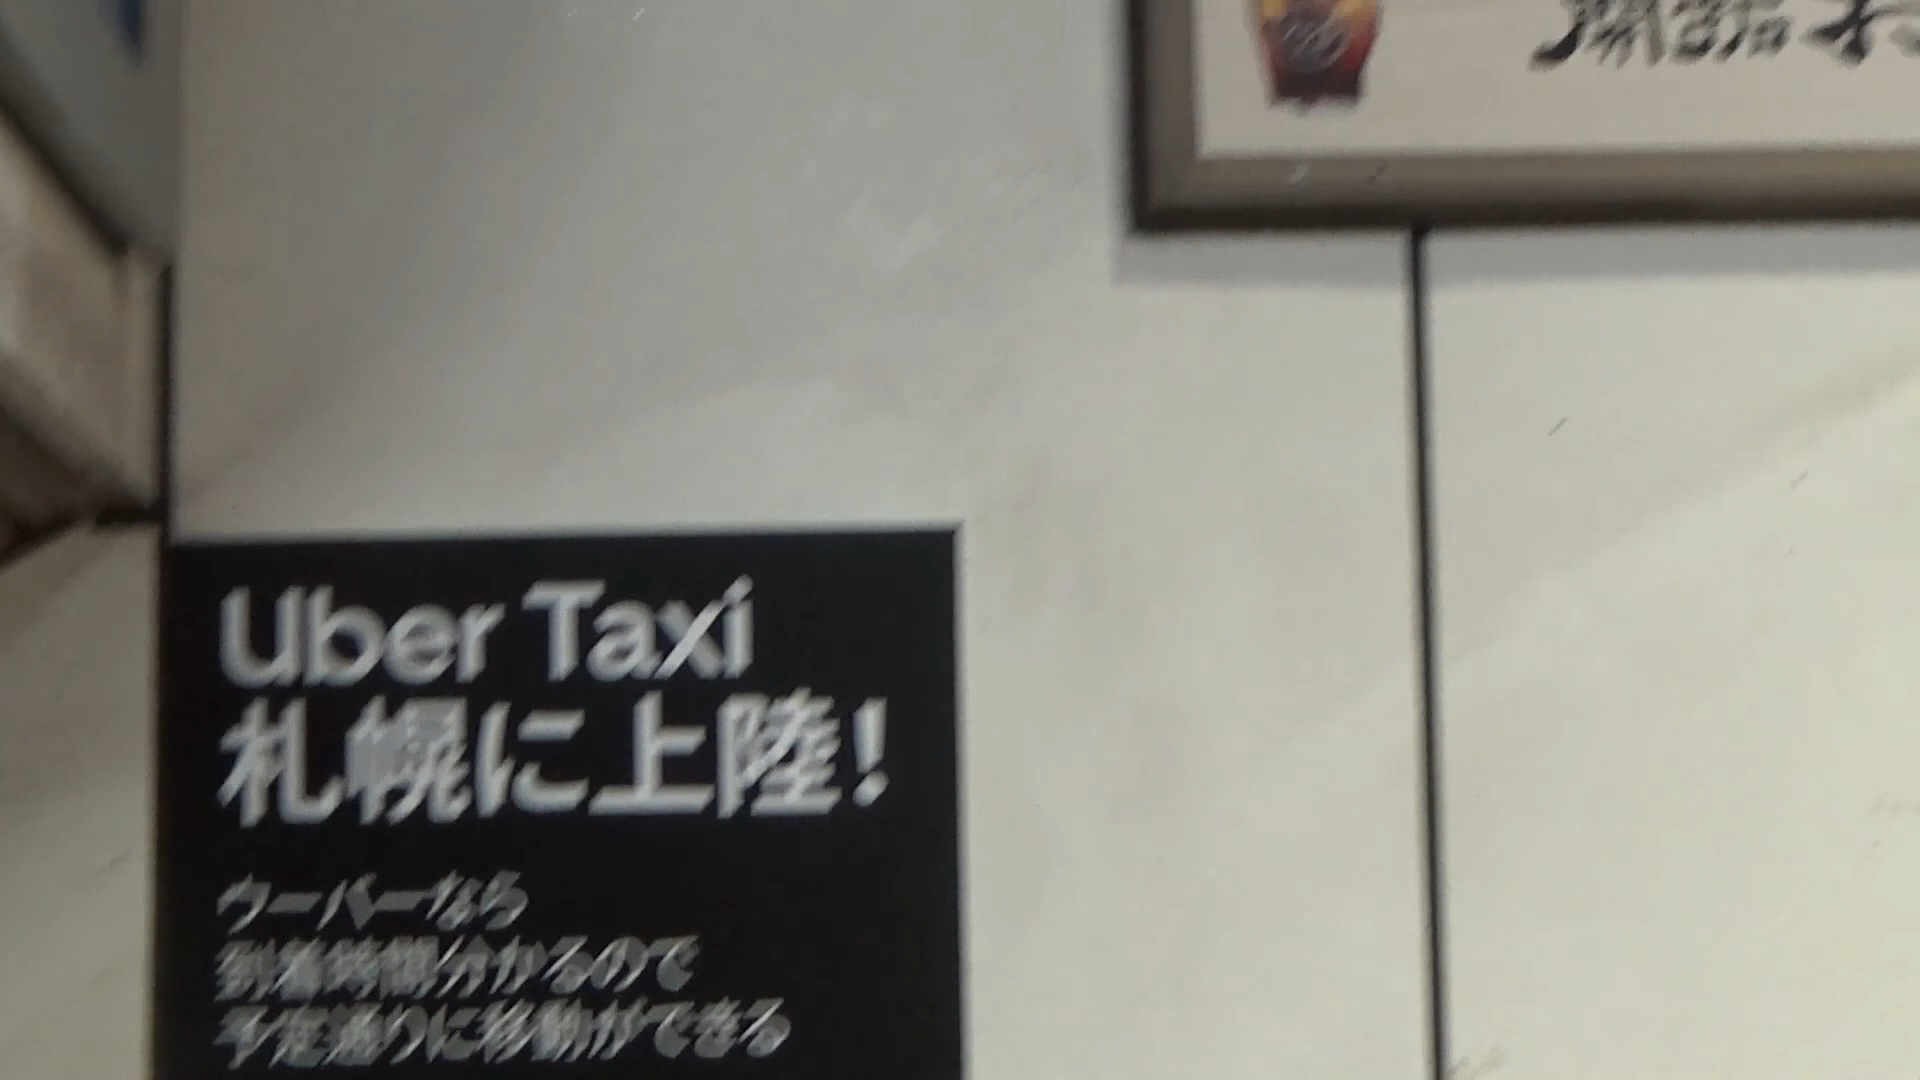 Uber Taxi
札幌に上陸!
ウーバーなら
到着時間分かるので
予定通りに移動ができる